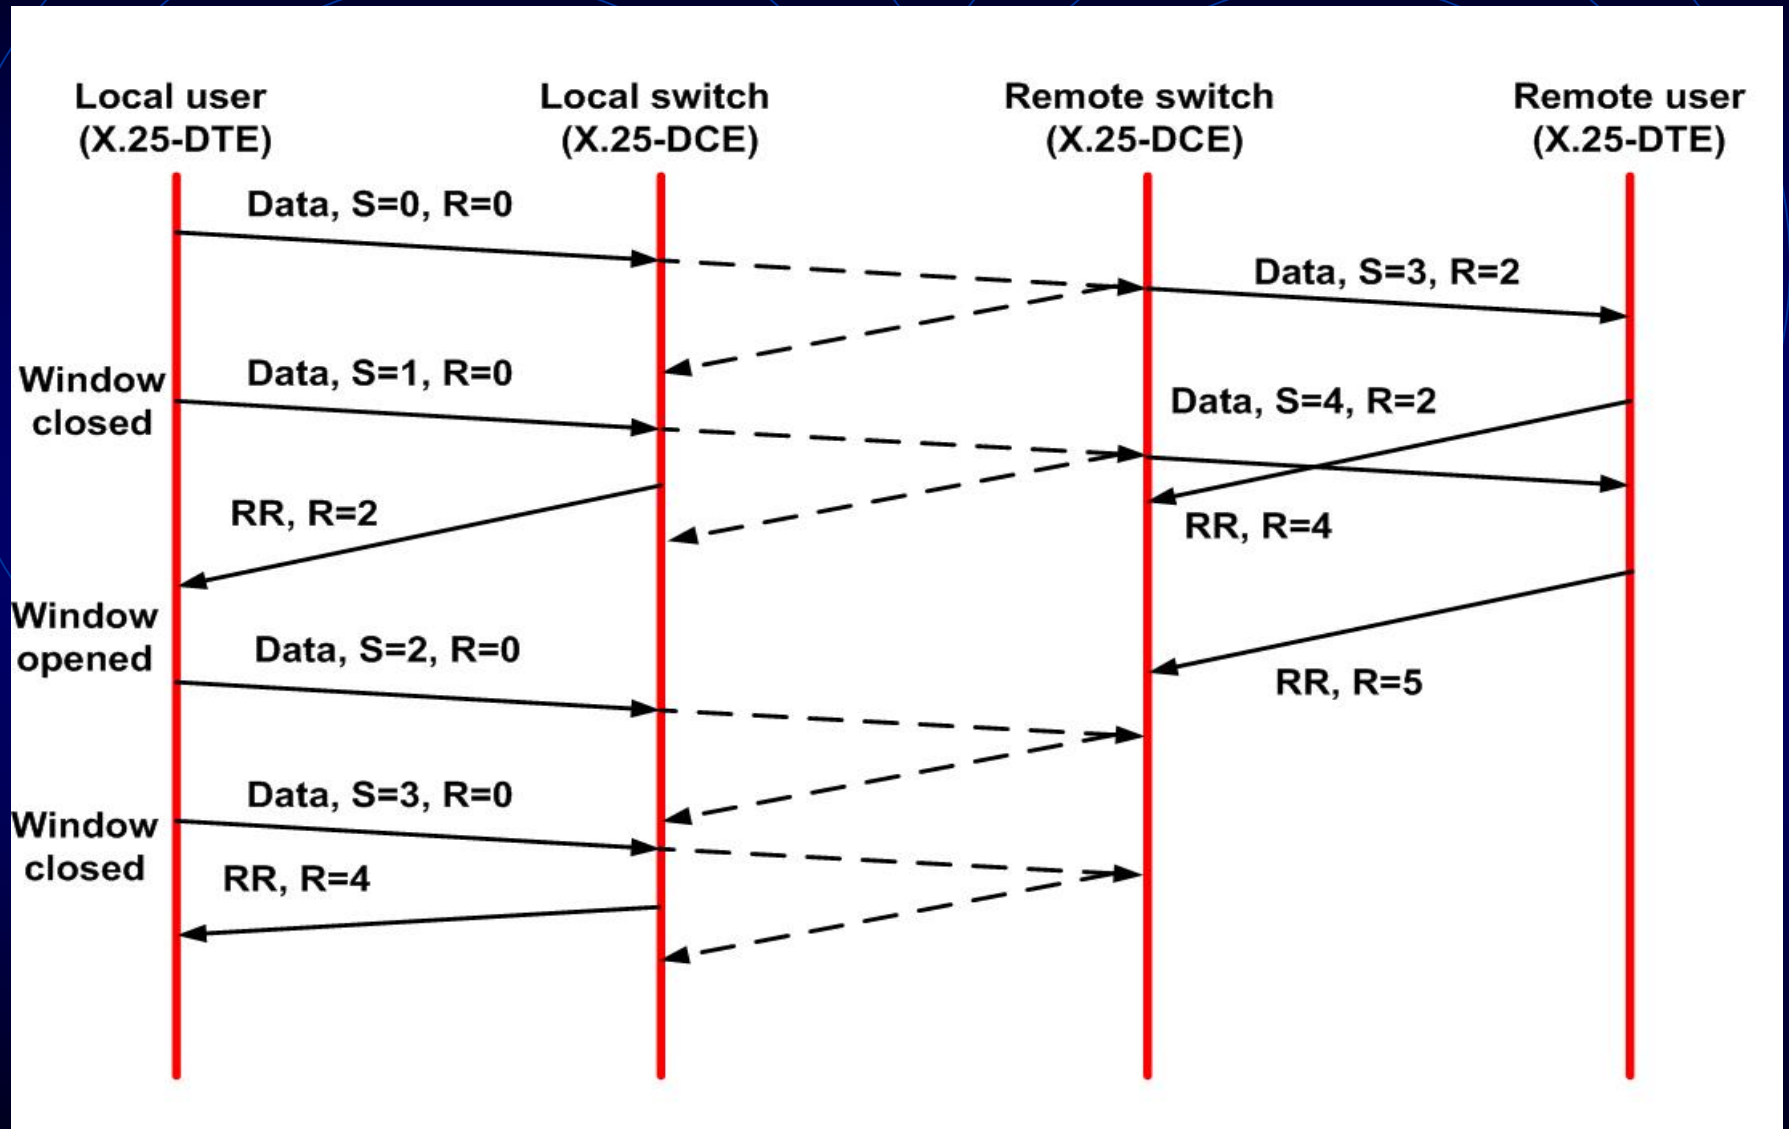 Local user
(X.25-DTE)
Local switch
(X.25-DCE)
Remote switch
(X.25-DCE)
Remote user
(X.25-DTE)
Data, S=0, R=0
Data, S=3, R=2
Window
closed
Data, S=1, R=0
Data, S=4, R=2
RR, R=2
RR, R=4
Window
opened
Data, S=2, R=0
RR, R=5
Data, S=3, R=0
Window
closed
RR, R=4